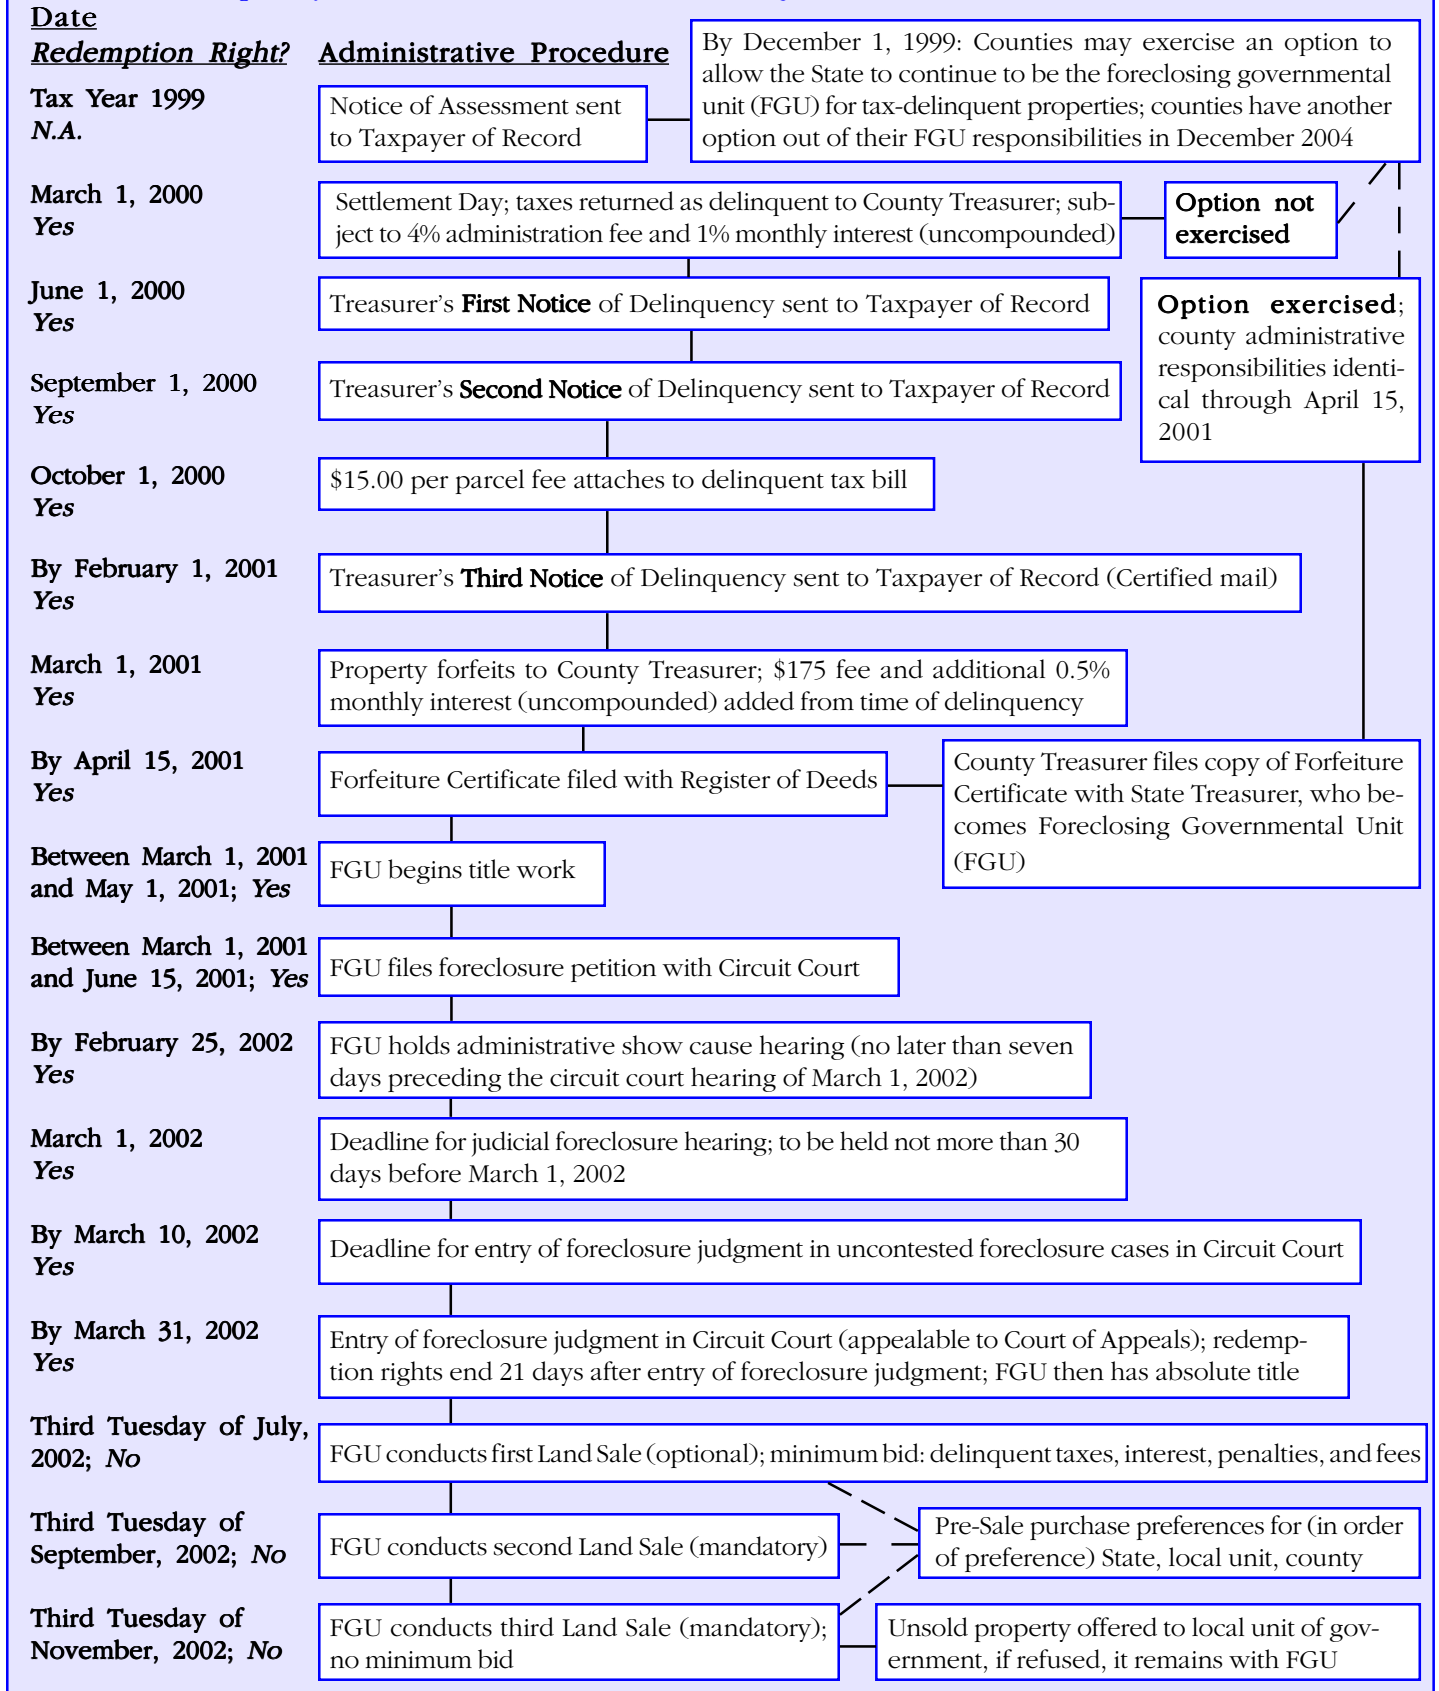 Date
Redemption Right? Administrative Procedure
By December 1, 1999: Counties may exercise an option to
allow the State to continue to be the foreclosing governmental
unit (FGU) for tax-delinquent properties; counties have another
option out of their FGU responsibilities in December 2004
Tax Year 1999
N.A.
Notice of Assessment sent
to Taxpayer of Record
March 1, 2000
Yes
Settlement Day; taxes returned as delinquent to County Treasurer; sub-
ject to 4% administration fee and 1% monthly interest (uncompounded)
Option not
exercised
June 1, 2000
Yes
Treasurer's First Notice of Delinquency sent to Taxpayer of Record
Option exercised;
county administrative
responsibilities identi-
cal through April 15,
2001
September 1, 2000
Yes
Treasurer's Second Notice of Delinquency sent to Taxpayer of Record
October 1, 2000
Yes
$15.00 per parcel fee attaches to delinquent tax bill
By February 1, 2001
Yes
Treasurer's Third Notice of Delinquency sent to Taxpayer of Record (Certified mail)
March 1, 2001
Yes
Property forfeits to County Treasurer; $175 fee and additional 0.5%
monthly interest (uncompounded) added from time of delinquency
By April 15, 2001
Yes
Forfeiture Certificate filed with Register of Deeds
County Treasurer files copy of Forfeiture
Certificate with State Treasurer, who be-
comes Foreclosing Governmental Unit
(FGU)
Between March 1, 2001
and May 1, 2001; Yes
FGU begins title work
Between March 1, 2001
and June 15, 2001; Yes
FGU files foreclosure petition with Circuit Court
By February 25, 2002
Yes
FGU holds administrative show cause hearing (no later than seven
days preceding the circuit court hearing of March 1, 2002)
March 1, 2002
Yes
Deadline for judicial foreclosure hearing; to be held not more than 30
days before March 1, 2002
By March 10, 2002
Yes
Deadline for entry of foreclosure judgment in uncontested foreclosure cases in Circuit Court
By March 31, 2002
Yes
Entry of foreclosure judgment in Circuit Court (appealable to Court of Appeals); redemp-
tion rights end 21 days after entry of foreclosure judgment; FGU then has absolute title
Third Tuesday of July,
2002; No
FGU conducts first Land Sale (optional); minimum bid: delinquent taxes, interest, penalties, and fees
Third Tuesday of
September, 2002; No
FGU conducts second Land Sale (mandatory)
Pre-Sale purchase preferences for (in order
of preference) State, local unit, county
Third Tuesday of
November, 2002; No
FGU conducts third Land Sale (mandatory);
no minimum bid
Unsold property offered to local unit of gov-
ernment, if refused, it remains with FGU